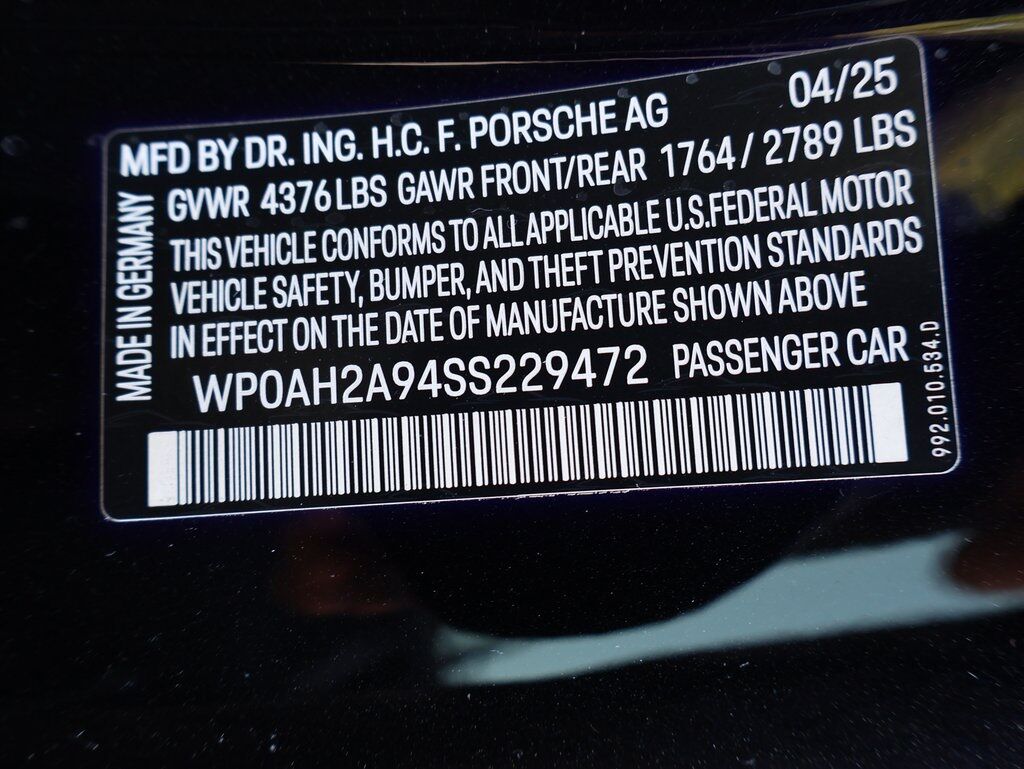 MFD BY DR. ING. H.C. F. PORSCHE AG 04/25
GVWR 4376 LBS GAWR FRONT/REAR 1764 / 2789 LBS
THIS VEHICLE CONFORMS TO ALL APPLICABLE U.S.FEDERAL MOTOR
VEHICLE SAFETY, BUMPER, AND THEFT PREVENTION STANDARDS
IN EFFECT ON THE DATE OF MANUFACTURE SHOWN ABOVE
WP0AH2A94SS229472 PASSENGER CAR
MADE IN GERMANY
992.010.534.D